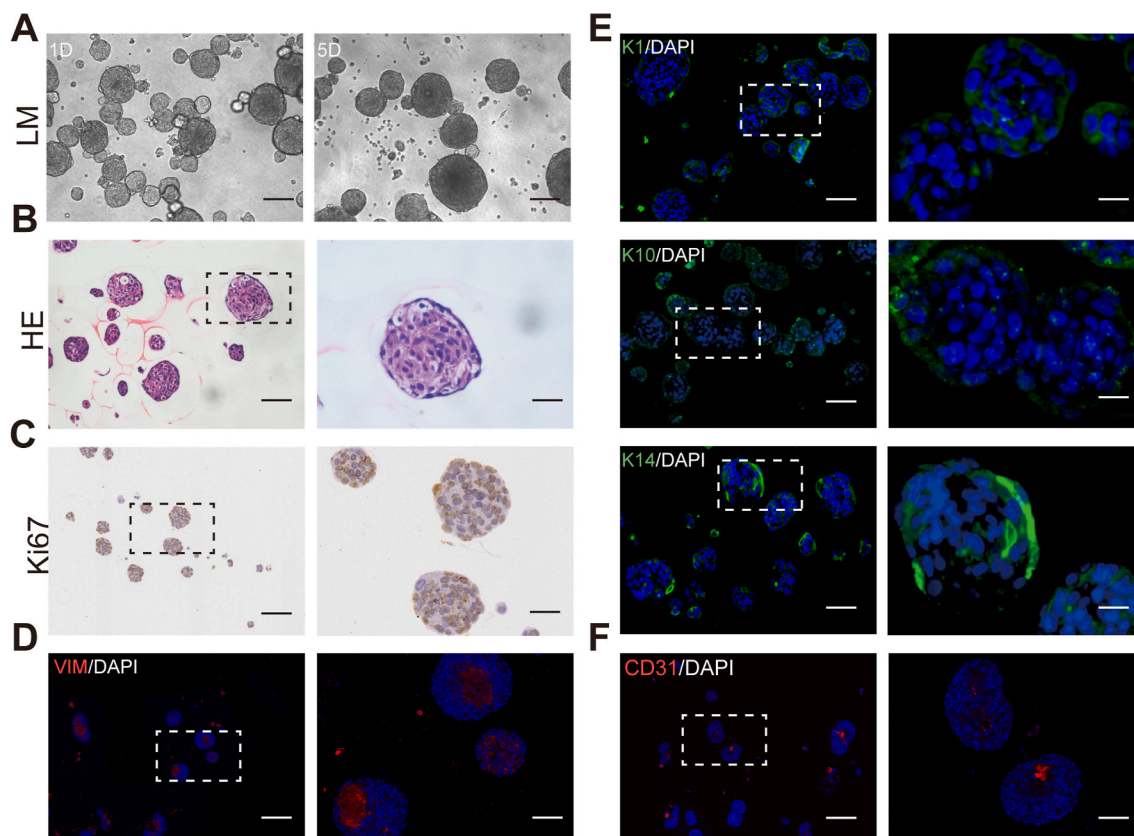 A
1D
5D
LM
B
HE
C
Ki67
D
VIM/DAPI
E
K1/DAPI
K10/DAPI
K14/DAPI
F
CD31/DAPI